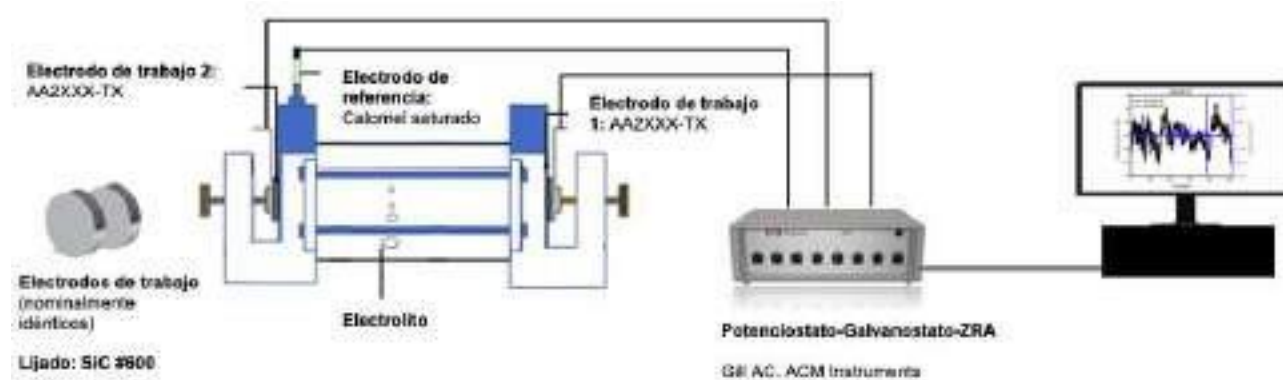 Electrodo de trabajo 2:
AA2XXX-TX
Electrodo de
referencia:
Calomel saturado
Electrodo de trabajo
1: AA2XXX-TX
Electrodos de trabajo
(nominalmente
idénticos)
Lijado: SiC #600
Electrolito
Potenciostato-Galvanostato-ZRA
Gill AC. ACM Instruments